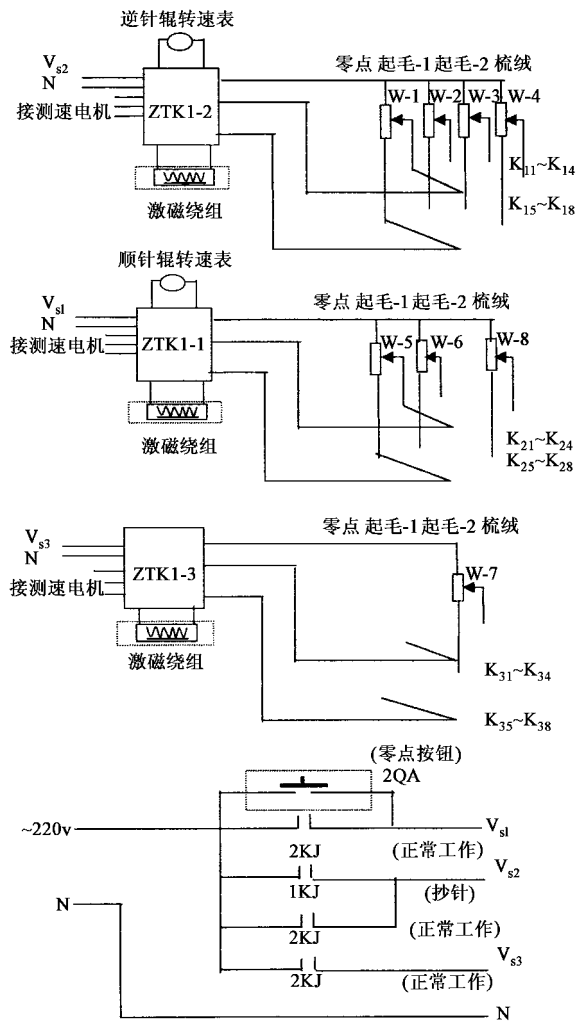 逆针辊转速表
Vs2
N
接测速电机
ZTK1-2
激磁绕组
零点 起毛-1 起毛-2 梳绒
W-1 W-2 W-3 W-4
K11~K14
K15~K18
顺针辊转速表
Vs1
N
接测速电机
ZTK1-1
激磁绕组
零点 起毛-1 起毛-2 梳绒
W-5 W-6 W-8
K21~K24
K25~K28
Vs3
N
接测速电机
ZTK1-3
激磁绕组
零点 起毛-1 起毛-2 梳绒
W-7
K31~K34
K35~K38
(零点按钮)
2QA
~220v
Vs1
2KJ (正常工作)
Vs2
1KJ (抄针)
N
2KJ (正常工作)
Vs3
2KJ (正常工作)
N